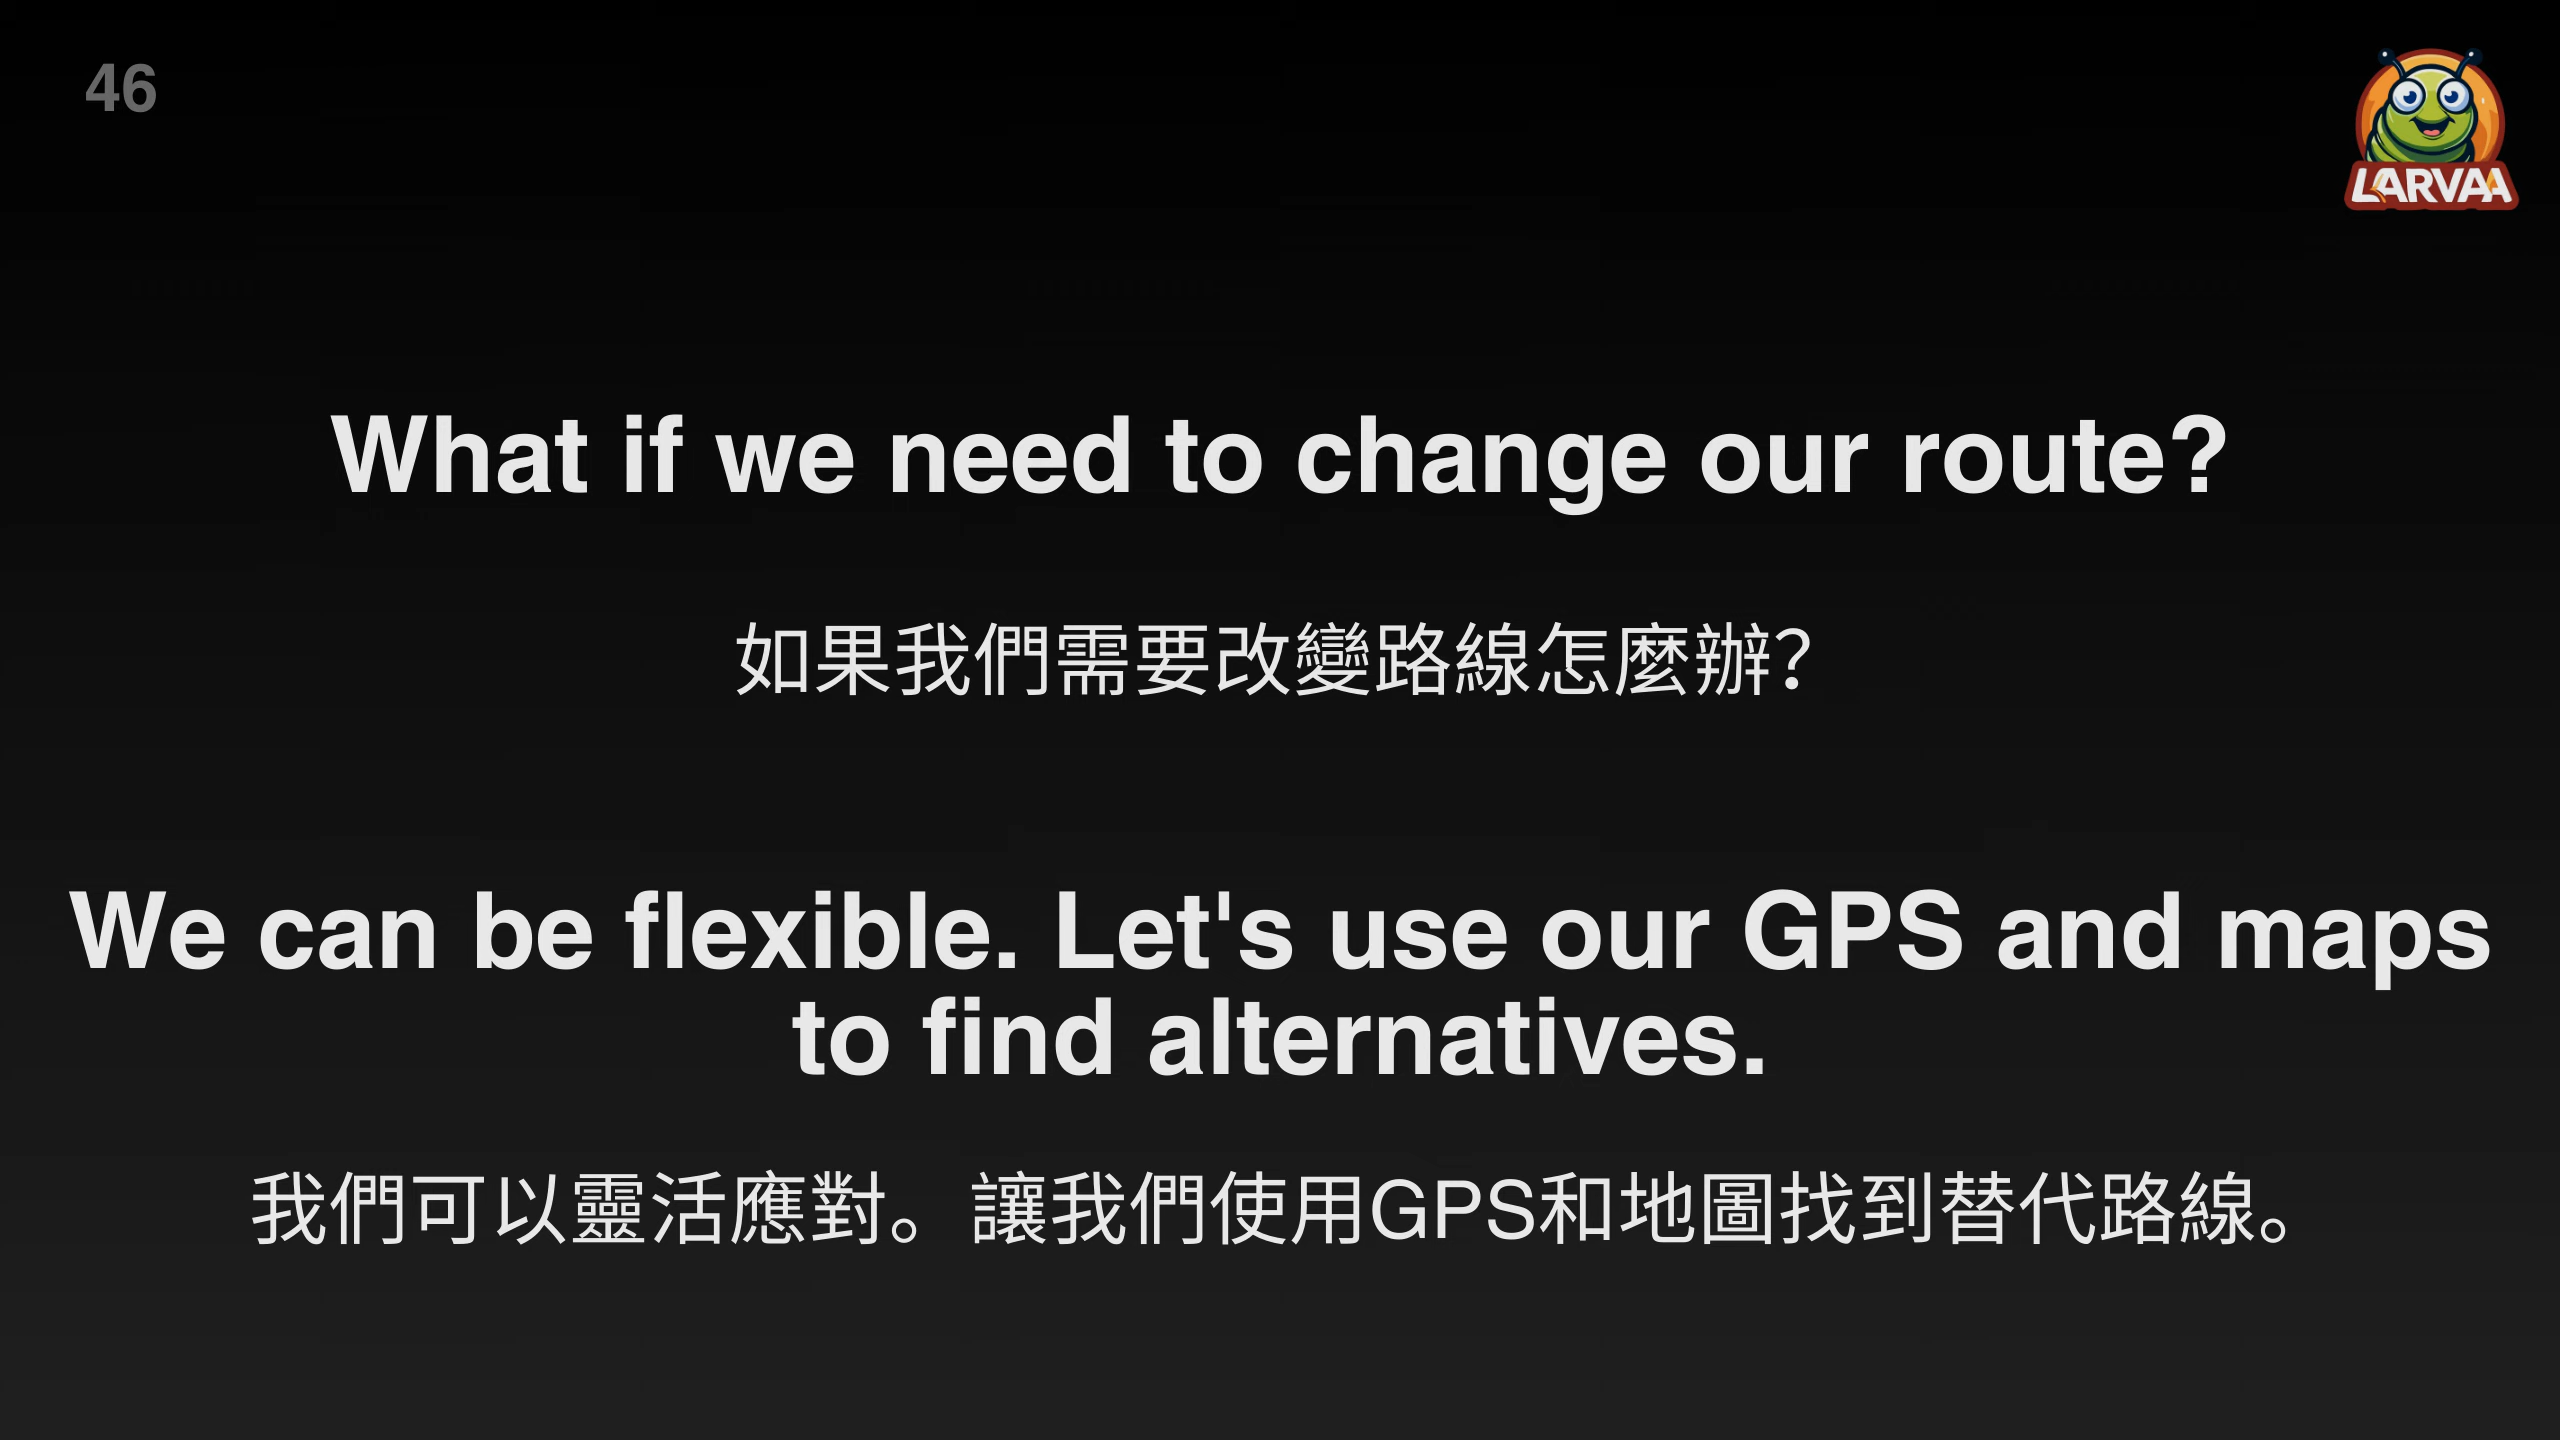 46
LARVAA
What if we need to change our route?
如果我們需要改變路線怎麼辦？
We can be flexible. Let's use our GPS and maps
to find alternatives.
我們可以靈活應對。讓我們使用GPS和地圖找到替代路線。